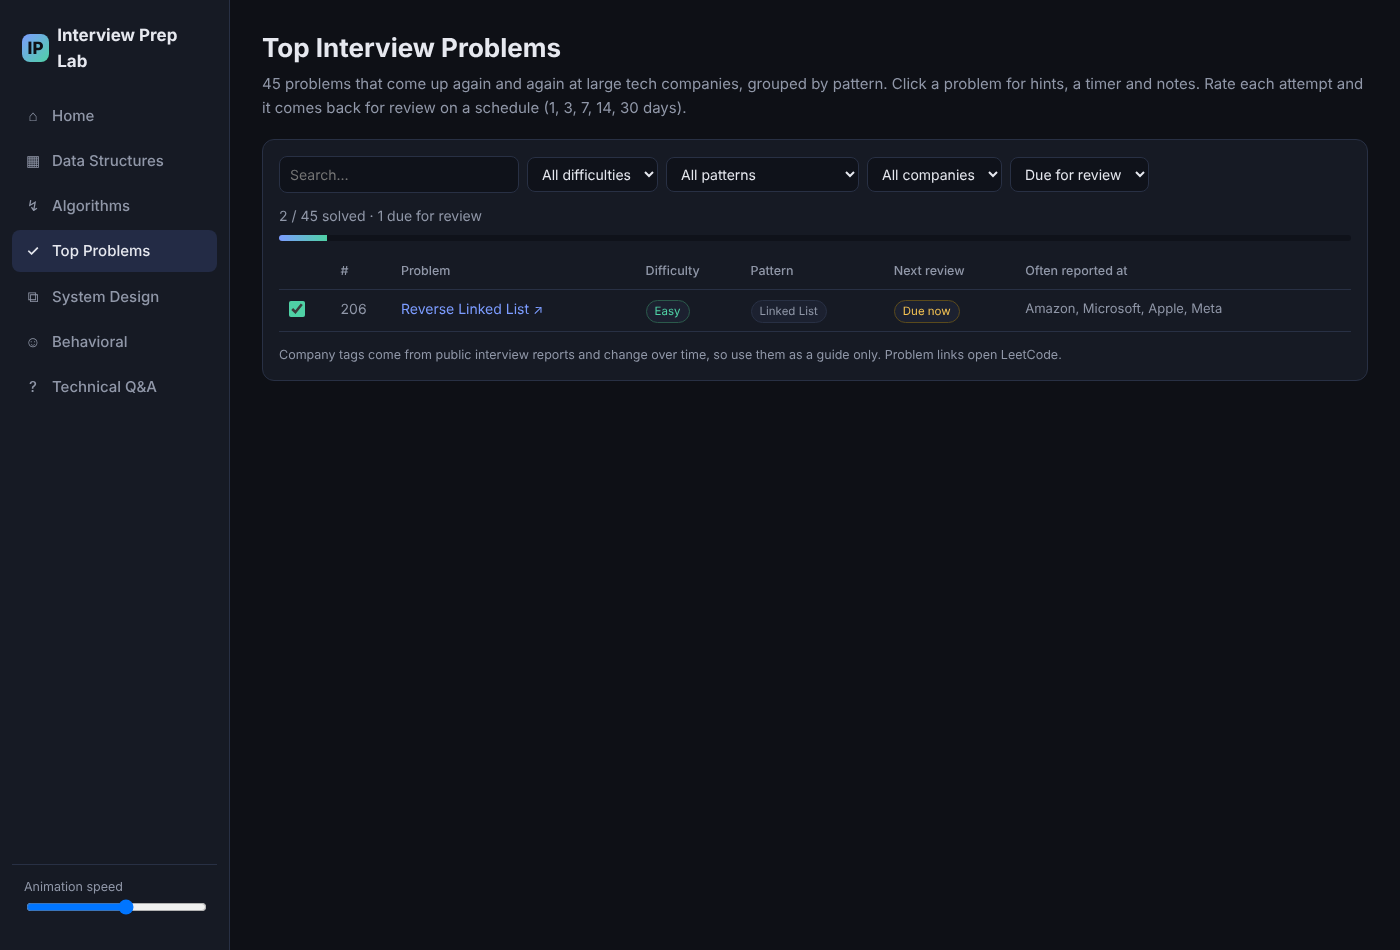 IP
Interview Prep
Lab
Home
Data Structures
Algorithms
Top Problems
System Design
Behavioral
? Technical Q&A
Animation speed
Top Interview Problems
45 problems that come up again and again at large tech companies, grouped by pattern. Click a problem for hints, a timer and notes. Rate each attempt and
it comes back for review on a schedule (1, 3, 7, 14, 30 days).
Search... All difficulties All patterns All companies Due for review
2 / 45 solved · 1 due for review
# Problem Difficulty Pattern Next review Often reported at
206 Reverse Linked List ↗ Easy Linked List Due now Amazon, Microsoft, Apple, Meta
Company tags come from public interview reports and change over time, so use them as a guide only. Problem links open LeetCode.